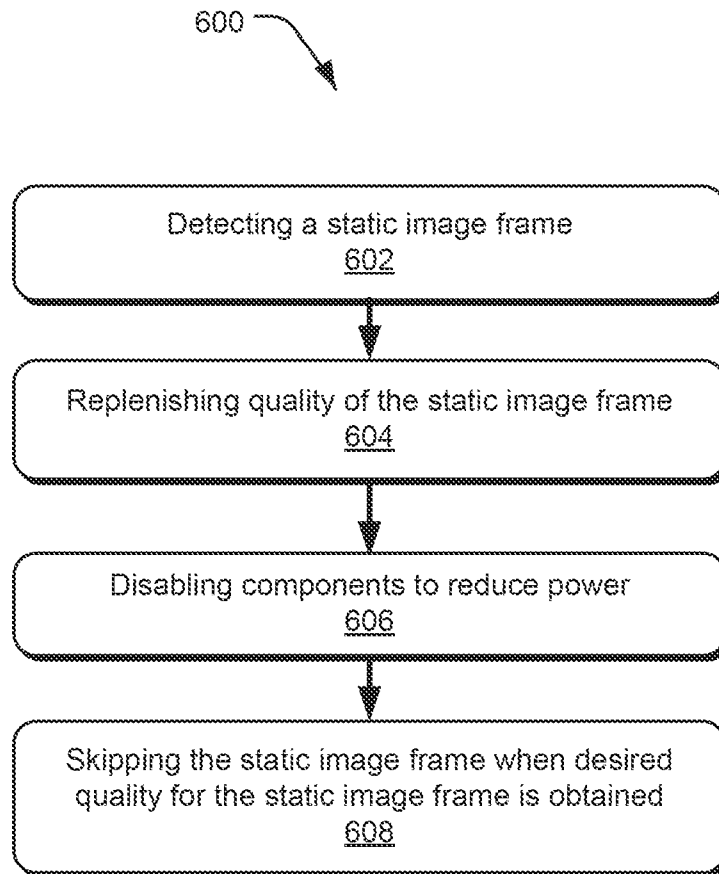 600
Detecting a static image frame
602
Replenishing quality of the static image frame
604
Disabling components to reduce power
606
Skipping the static image frame when desired
quality for the static image frame is obtained
608